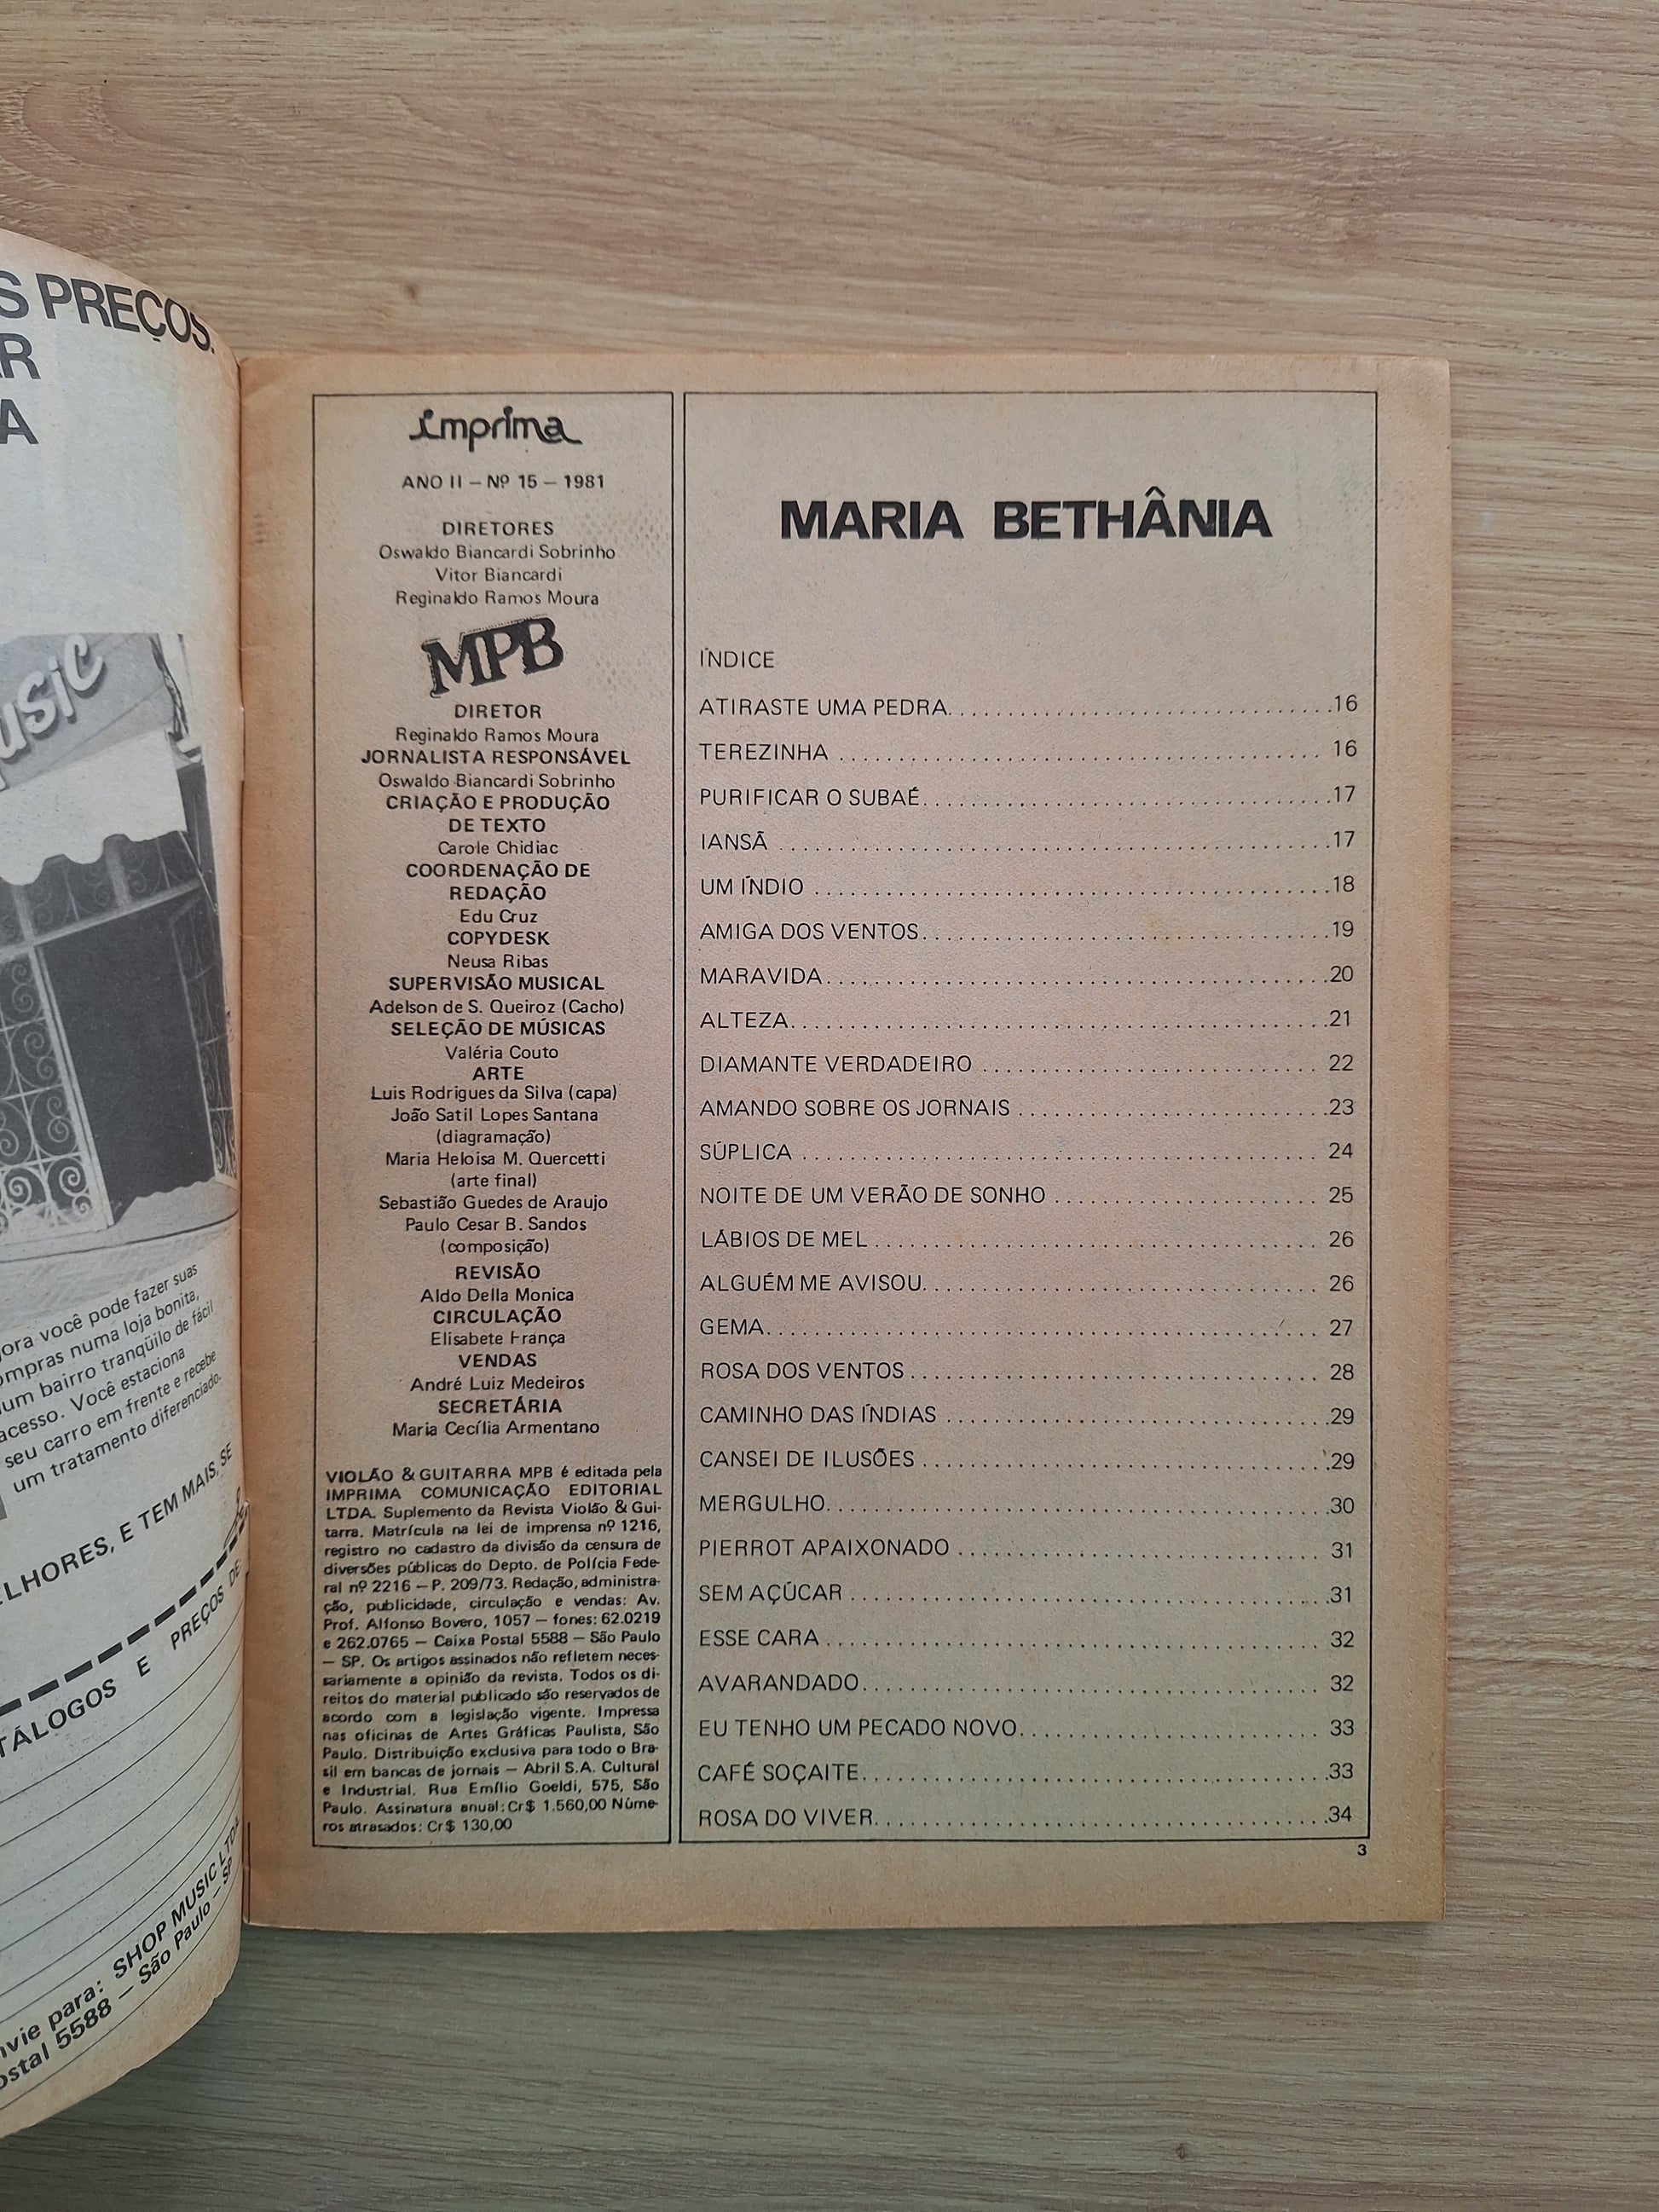 S PREÇOS.
R
A
usic
ora você pode fazer suas
ompras numa loja bonita,
um bairro tranqüilo de fácil
acesso. Você estaciona
seu carro em frente e recebe
um tratamento diferenciado.
LHORES, E TEM MAIS, SE
PREÇOS DE
TÁLOGOS E
nvie para: SHOP MUSIC LTDA
ostal 5588 – São Paulo – SP
imprima
ANO II – Nº 15 – 1981
DIRETORES
Oswaldo Biancardi Sobrinho
Vitor Biancardi
Reginaldo Ramos Moura
MPB
DIRETOR
Reginaldo Ramos Moura
JORNALISTA RESPONSÁVEL
Oswaldo Biancardi Sobrinho
CRIAÇÃO E PRODUÇÃO
DE TEXTO
Carole Chidiac
COORDENAÇÃO DE
REDAÇÃO
Edu Cruz
COPYDESK
Neusa Ribas
SUPERVISÃO MUSICAL
Adelson de S. Queiroz (Cacho)
SELEÇÃO DE MÚSICAS
Valéria Couto
ARTE
Luis Rodrigues da Silva (capa)
João Satil Lopes Santana
(diagramação)
Maria Heloisa M. Quercetti
(arte final)
Sebastião Guedes de Araujo
Paulo Cesar B. Sandos
(composição)
REVISÃO
Aldo Della Monica
CIRCULAÇÃO
Elisabete França
VENDAS
André Luiz Medeiros
SECRETÁRIA
Maria Cecília Armentano
VIOLÃO & GUITARRA MPB é editada pela
IMPRIMA COMUNICAÇÃO EDITORIAL
LTDA. Suplemento da Revista Violão & Gui-
tarra. Matrícula na lei de imprensa nº 1216,
registro no cadastro da divisão da censura de
diversões públicas do Depto. de Polícia Fede-
ral nº 2216 – P. 209/73. Redação, administra-
ção, publicidade, circulação e vendas: Av.
Prof. Alfonso Bovero, 1057 – fones: 62.0219
e 262.0765 – Caixa Postal 5588 – São Paulo
– SP. Os artigos assinados não refletem neces-
sariamente a opinião da revista. Todos os di-
reitos do material publicado são reservados de
acordo com a legislação vigente. Impressa
nas oficinas de Artes Gráficas Paulista, São
Paulo. Distribuição exclusiva para todo o Bra-
sil em bancas de jornais – Abril S.A. Cultural
e Industrial. Rua Emílio Goeldi, 575, São
Paulo. Assinatura anual: Cr$ 1.560,00 Núme-
ros atrasados: Cr$ 130,00
MARIA BETHÂNIA
ÍNDICE
ATIRASTE UMA PEDRA 16
TEREZINHA 16
PURIFICAR O SUBAÉ 17
IANSÃ 17
UM ÍNDIO 18
AMIGA DOS VENTOS 19
MARAVIDA 20
ALTEZA 21
DIAMANTE VERDADEIRO 22
AMANDO SOBRE OS JORNAIS 23
SÚPLICA 24
NOITE DE UM VERÃO DE SONHO 25
LÁBIOS DE MEL 26
ALGUÉM ME AVISOU 26
GEMA 27
ROSA DOS VENTOS 28
CAMINHO DAS ÍNDIAS 29
CANSEI DE ILUSÕES 29
MERGULHO 30
PIERROT APAIXONADO 31
SEM AÇÚCAR 31
ESSE CARA 32
AVARANDADO 32
EU TENHO UM PECADO NOVO 33
CAFÉ SOÇAITE 33
ROSA DO VIVER 34
3